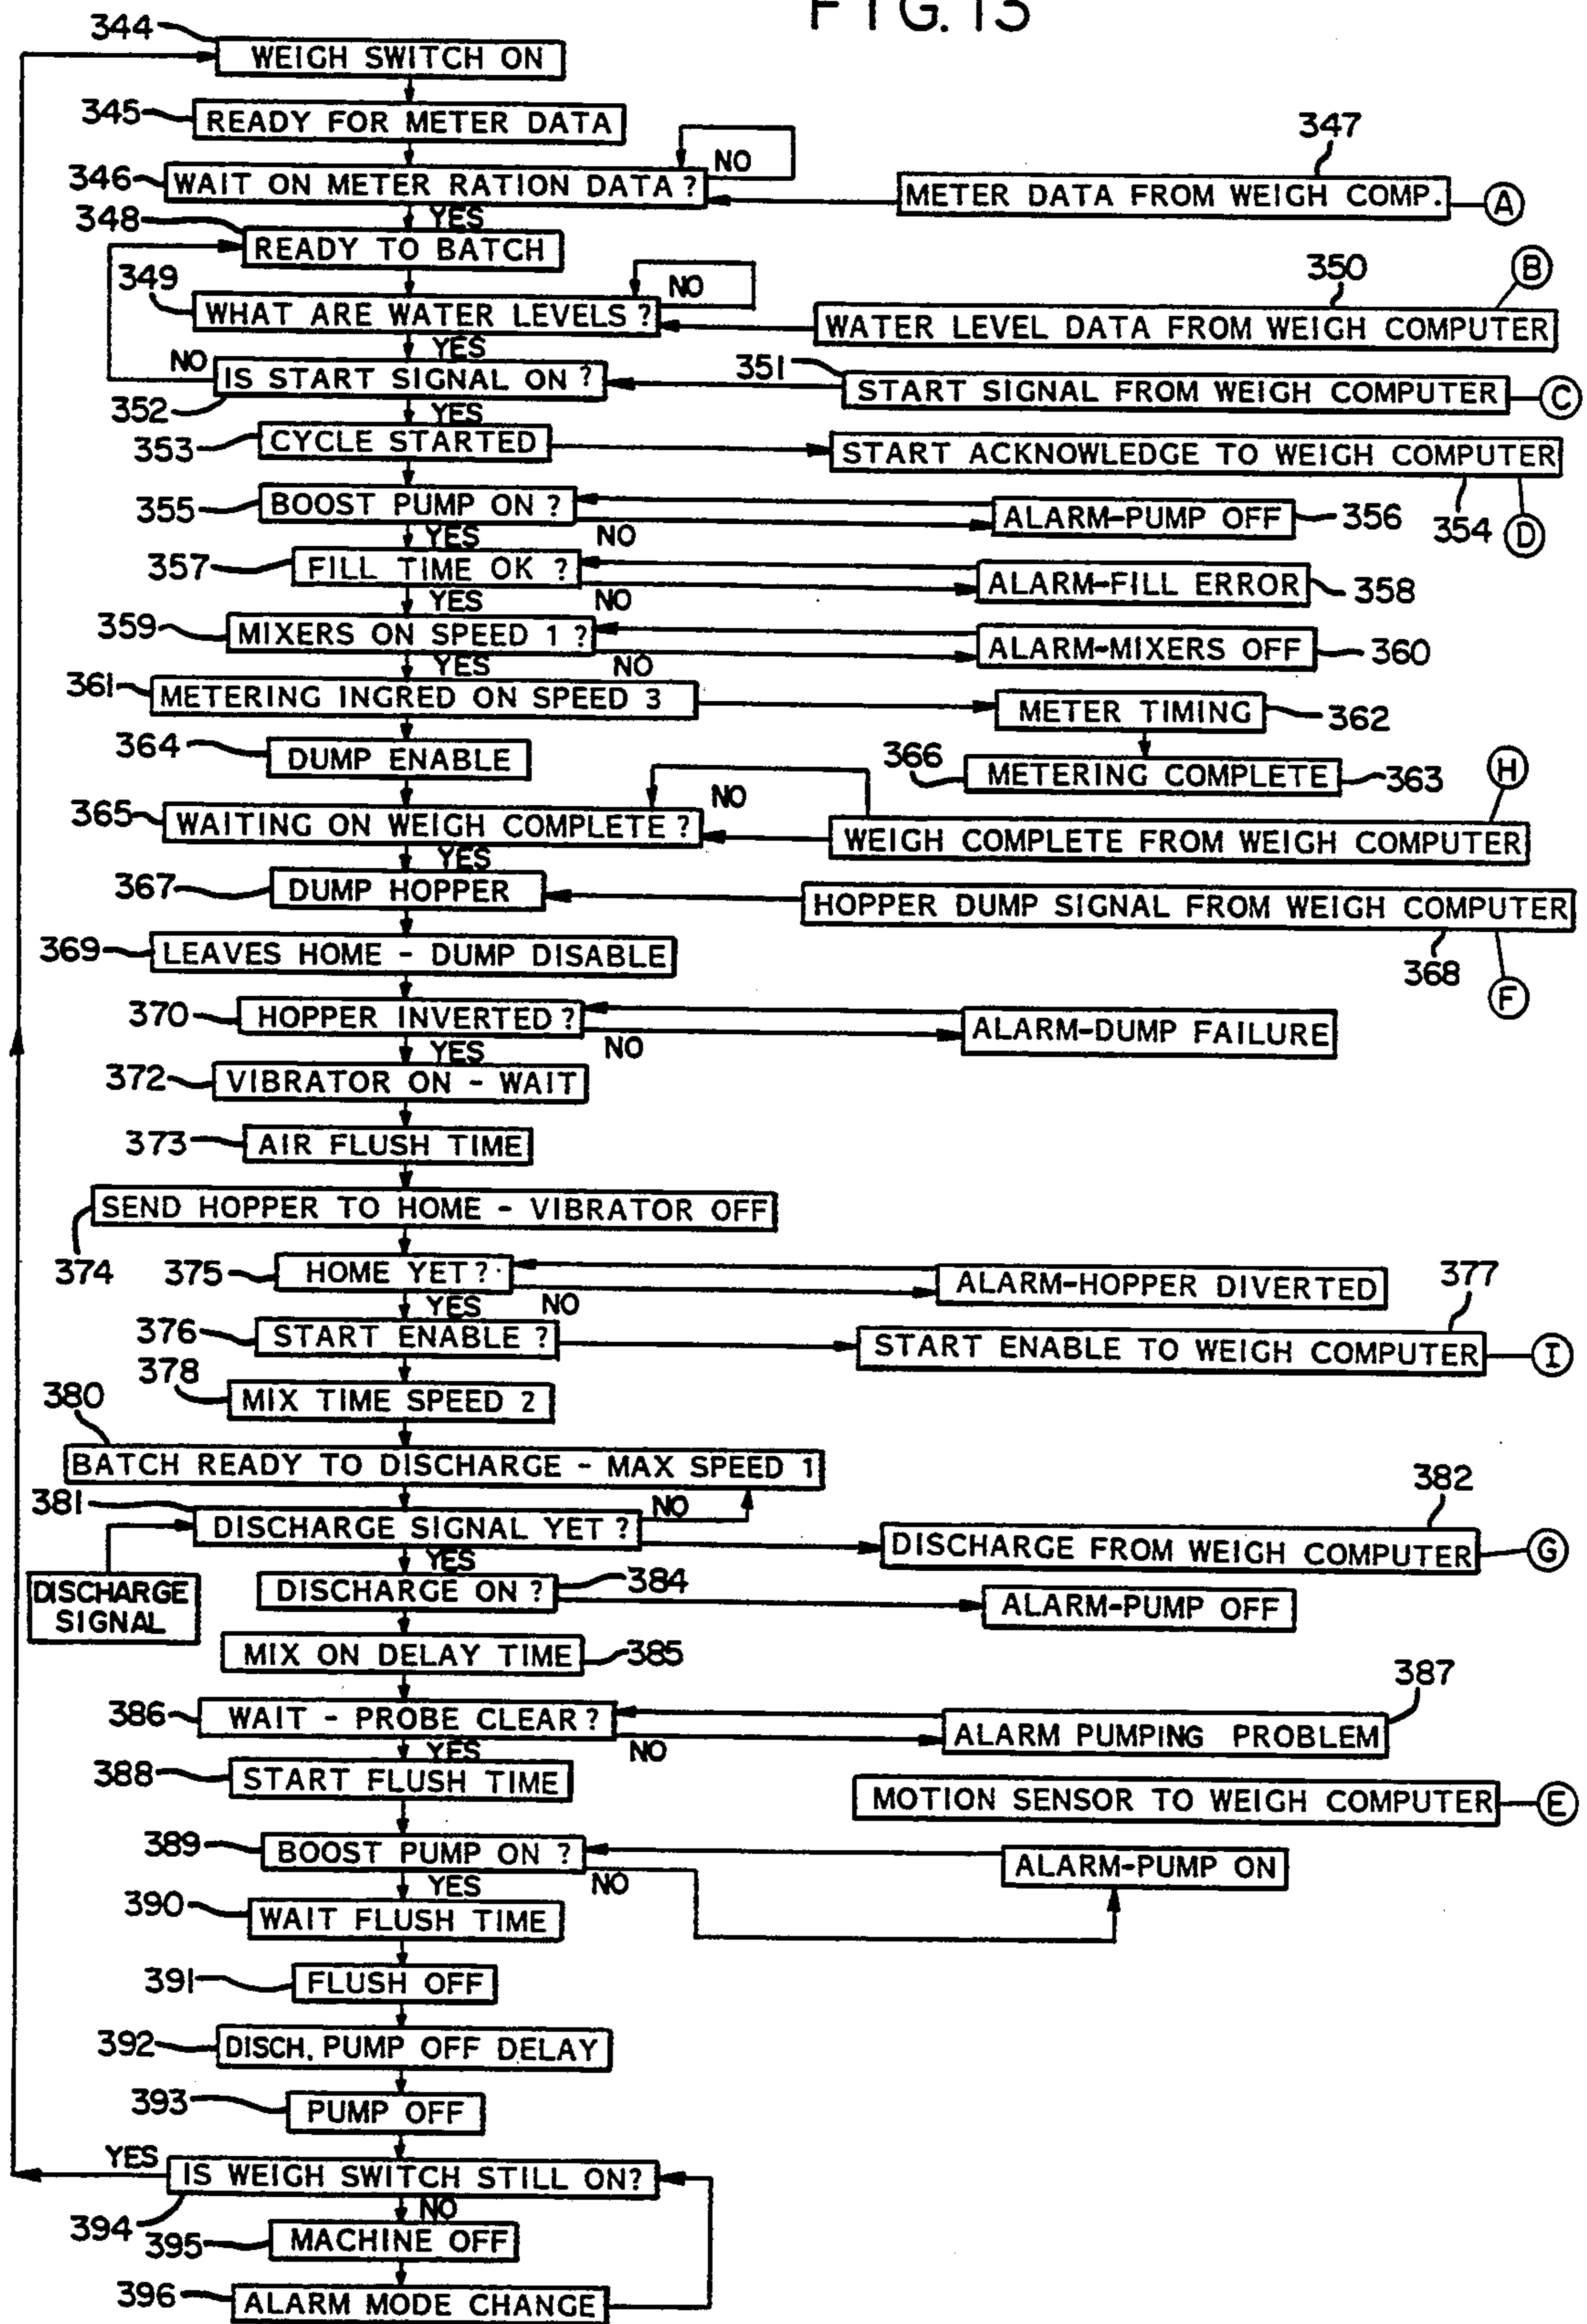 FIG. 13
344
WEIGH SWITCH ON
345
READY FOR METER DATA
347
NO
346
WAIT ON METER RATION DATA ?
METER DATA FROM WEIGH COMP.
A
YES
348
READY TO BATCH
B
350
349
NO
WHAT ARE WATER LEVELS ?
WATER LEVEL DATA FROM WEIGH COMPUTER
YES
NO
IS START SIGNAL ON ?
351
START SIGNAL FROM WEIGH COMPUTER
C
352
YES
353
CYCLE STARTED
START ACKNOWLEDGE TO WEIGH COMPUTER
355
BOOST PUMP ON ?
ALARM-PUMP OFF
356
354
D
YES
NO
357
FILL TIME OK ?
ALARM-FILL ERROR
358
YES
NO
359
MIXERS ON SPEED 1 ?
ALARM-MIXERS OFF
360
YES
NO
361
METERING INGRED ON SPEED 3
METER TIMING
362
364
DUMP ENABLE
366
METERING COMPLETE
363
H
NO
365
WAITING ON WEIGH COMPLETE ?
WEIGH COMPLETE FROM WEIGH COMPUTER
YES
367
DUMP HOPPER
HOPPER DUMP SIGNAL FROM WEIGH COMPUTER
369
LEAVES HOME - DUMP DISABLE
368
F
370
HOPPER INVERTED ?
ALARM-DUMP FAILURE
YES
NO
372
VIBRATOR ON - WAIT
373
AIR FLUSH TIME
SEND HOPPER TO HOME - VIBRATOR OFF
374
375
HOME YET ?
ALARM-HOPPER DIVERTED
377
YES
NO
376
START ENABLE ?
START ENABLE TO WEIGH COMPUTER
I
378
MIX TIME SPEED 2
380
BATCH READY TO DISCHARGE - MAX SPEED 1
382
381
NO
DISCHARGE SIGNAL YET ?
DISCHARGE FROM WEIGH COMPUTER
G
YES
DISCHARGE
SIGNAL
DISCHARGE ON ?
384
ALARM-PUMP OFF
MIX ON DELAY TIME
385
387
386
WAIT - PROBE CLEAR ?
ALARM PUMPING PROBLEM
YES
NO
388
START FLUSH TIME
MOTION SENSOR TO WEIGH COMPUTER
E
389
BOOST PUMP ON ?
ALARM-PUMP ON
YES
NO
390
WAIT FLUSH TIME
391
FLUSH OFF
392
DISCH. PUMP OFF DELAY
393
PUMP OFF
YES
IS WEIGH SWITCH STILL ON?
394
NO
395
MACHINE OFF
396
ALARM MODE CHANGE